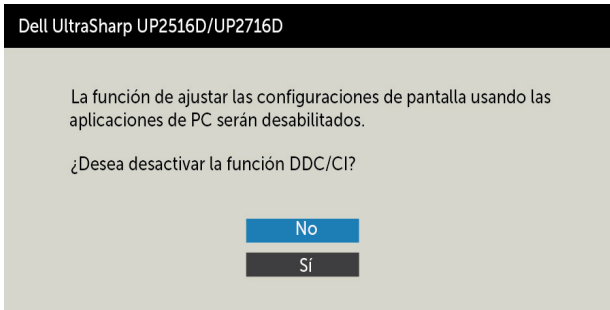 Dell UltraSharp UP2516D/UP2716D
La función de ajustar las configuraciones de pantalla usando las
aplicaciones de PC serán desabilitados.
¿Desea desactivar la función DDC/CI?
No
Sí